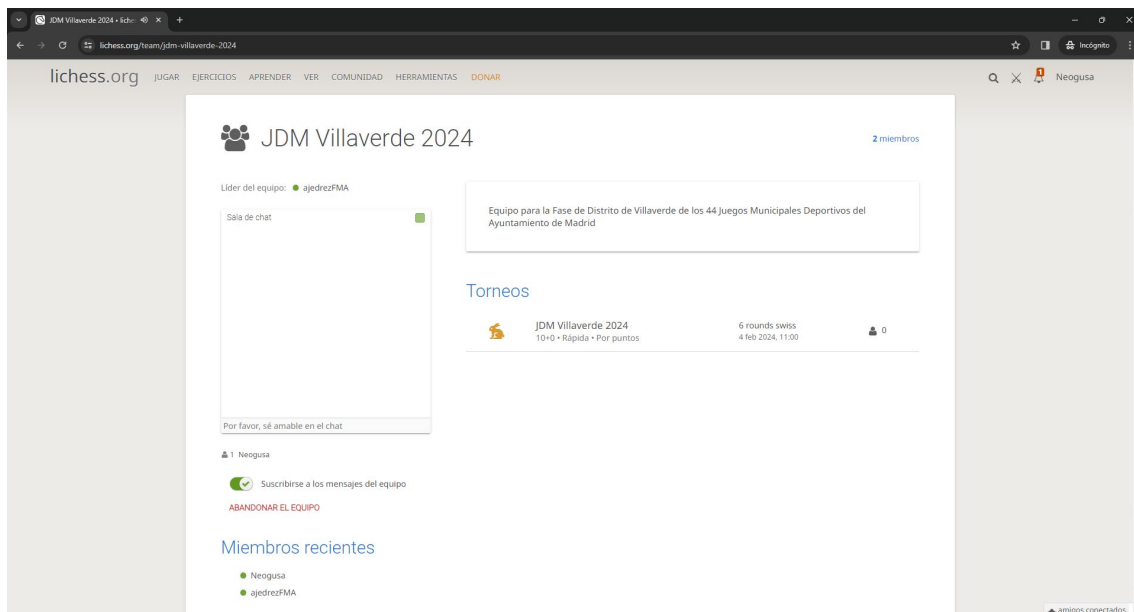 JDM Villaverde 2024 • liche
lichess.org/team/jdm-villaverde-2024
Incógnito
lichess.org JUGAR EJERCICIOS APRENDER VER COMUNIDAD HERRAMIENTAS DONAR
1
Neogusa
JDM Villaverde 2024
2 miembros
Líder del equipo: ajedrezFMA
Sala de chat
Por favor, sé amable en el chat
1 Neogusa
Suscribirse a los mensajes del equipo
ABANDONAR EL EQUIPO
Miembros recientes
Neogusa
ajedrezFMA
Equipo para la Fase de Distrito de Villaverde de los 44 Juegos Municipales Deportivos del
Ayuntamiento de Madrid
Torneos
JDM Villaverde 2024
10+0 • Rápida • Por puntos
6 rounds swiss
4 feb 2024, 11:00
0
amigos conectados